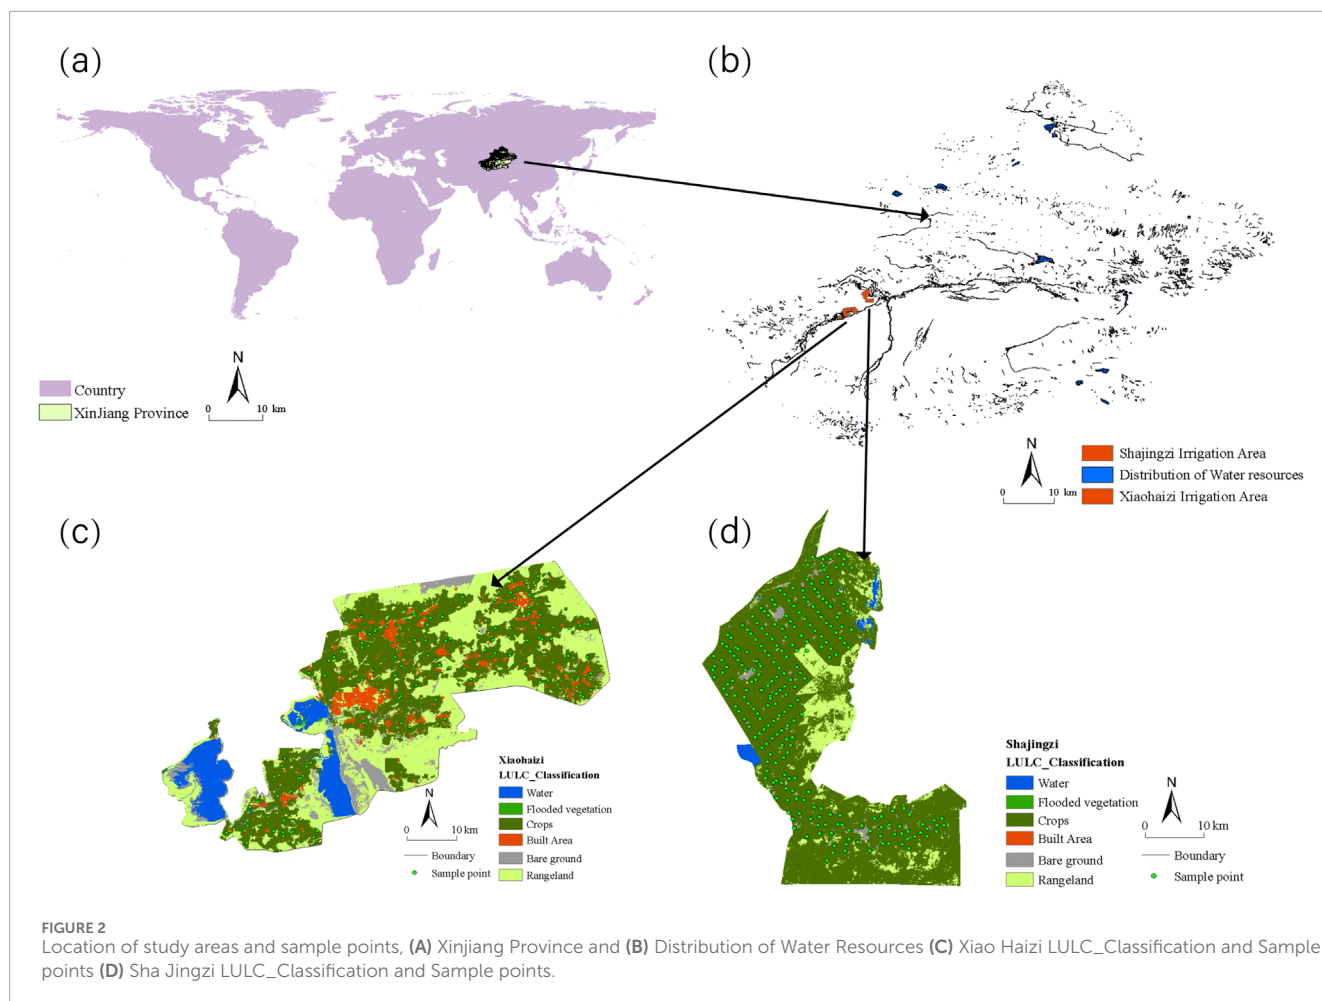 (a)
(b)
N
0 10 km
Country
XinJiang Province
N
0 10 km
Shajingzi Irrigation Area
Distribution of Water resources
Xiaohaizi Irrigation Area
(c)
(d)
Xiaohaizi
LULC_Classification
Water
Flooded vegetation
Crops
Built Area
Bare ground
Rangeland
N
0 10 km
Boundary
Sample point
Shajingzi
LULC_Classification
Water
Flooded vegetation
Crops
Built Area
Bare ground
Rangeland
N
0 10 km
Boundary
Sample point
FIGURE 2
Location of study areas and sample points, (A) Xinjiang Province and (B) Distribution of Water Resources (C) Xiao Haizi LULC_Classification and Sample
points (D) Sha Jingzi LULC_Classification and Sample points.